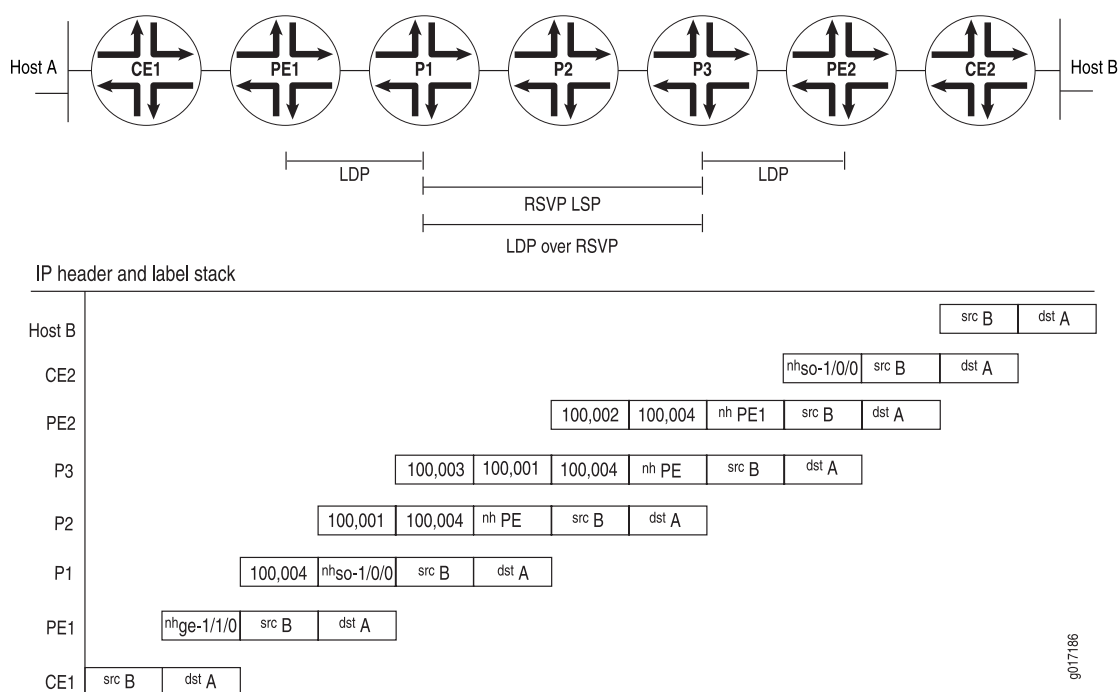 Host A CE1 PE1 P1 P2 P3 PE2 CE2 Host B
LDP LDP
RSVP LSP
LDP over RSVP
IP header and label stack
Host B src B dst A
CE2 nhso-1/0/0 src B dst A
PE2 100,002 100,004 nh PE1 src B dst A
P3 100,003 100,001 100,004 nh PE src B dst A
P2 100,001 100,004 nh PE src B dst A
P1 100,004 nhso-1/0/0 src B dst A
PE1 nhge-1/1/0 src B dst A
CE1 src B dst A
g017186